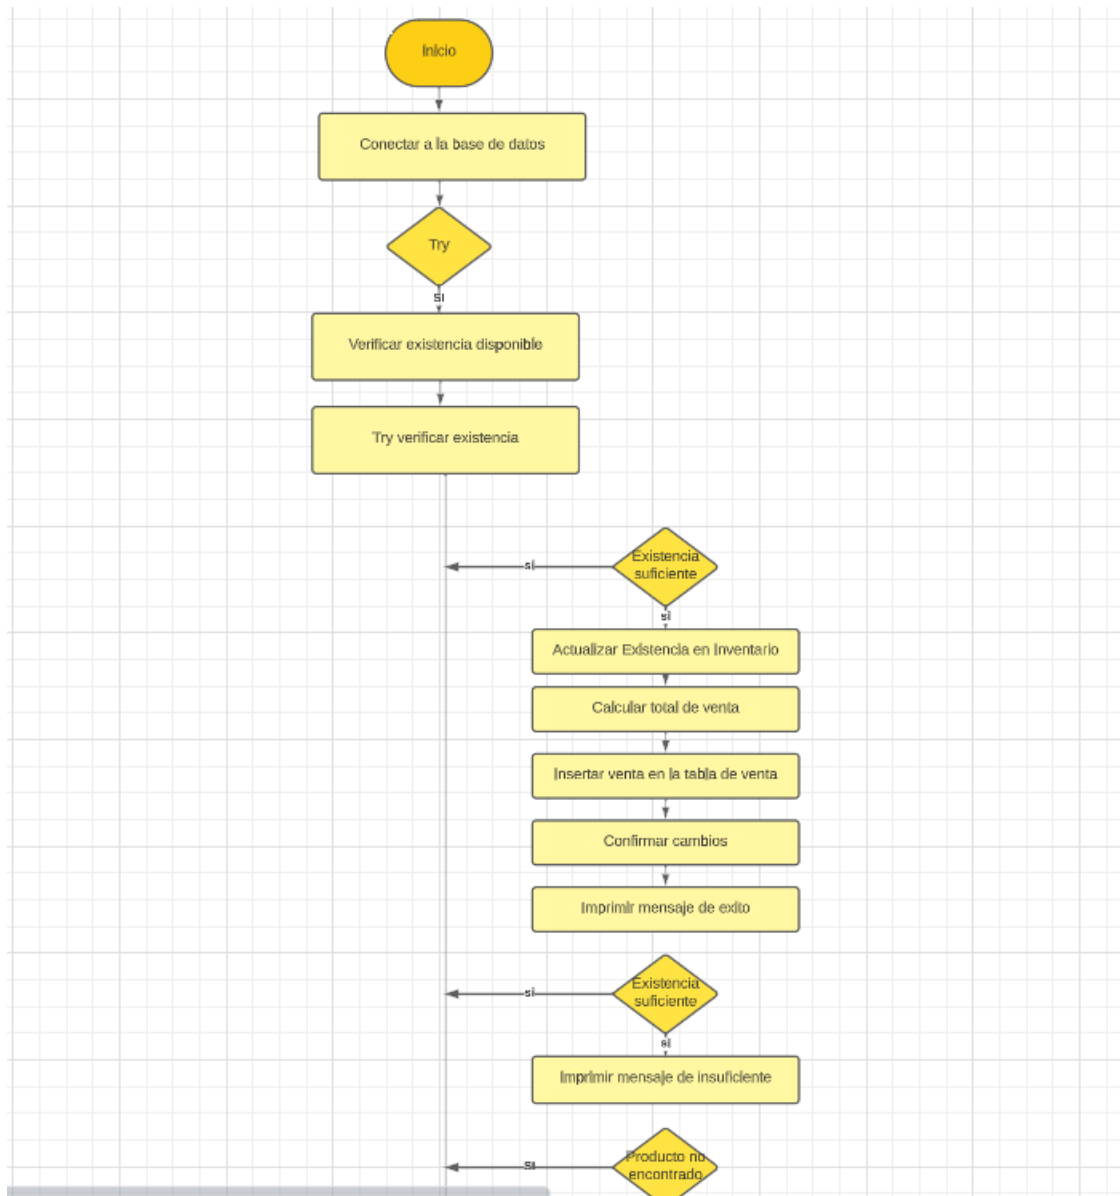 Inicio
Conectar a la base de datos
Try
SI
Verificar existencia disponible
Try verificar existencia
Existencia
suficiente
si
si
Actualizar Existencia en Inventario
Calcular total de venta
Insertar venta en la tabla de venta
Confirmar cambios
Imprimir mensaje de exito
Existencia
suficiente
si
si
Imprimir mensaje de insuficiente
Producto no
encontrado
SI